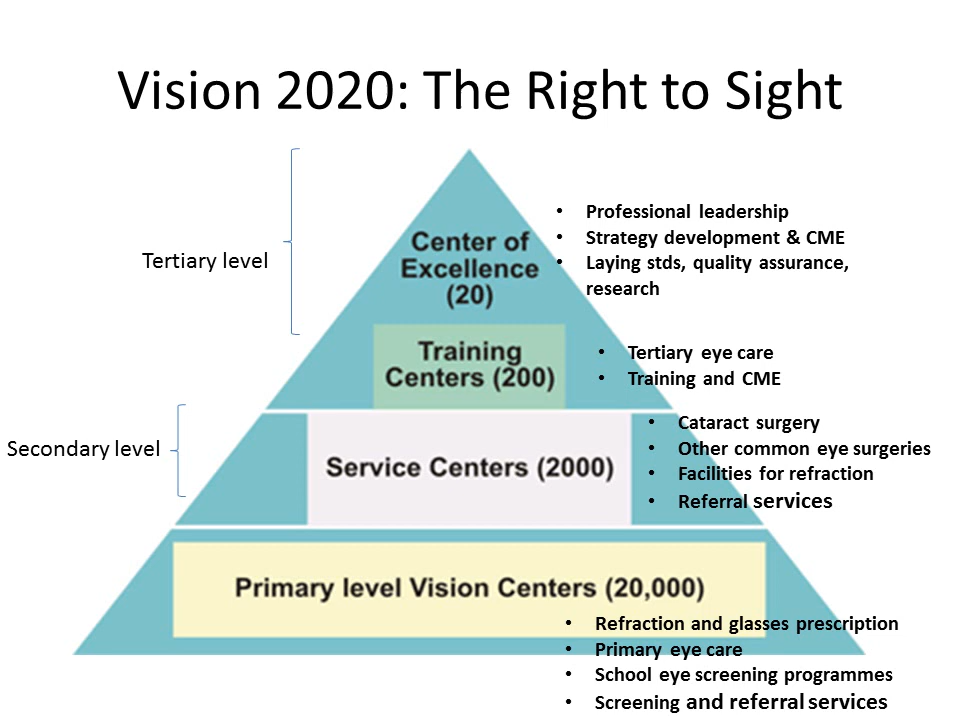 Vision 2020: The Right to Sight
Tertiary level
Center of
Excellence
(20)
• Professional leadership
• Strategy development & CME
• Laying stds, quality assurance,
research
Training
Centers (200)
• Tertiary eye care
• Training and CME
Secondary level
Service Centers (2000)
• Cataract surgery
• Other common eye surgeries
• Facilities for refraction
• Referral services
Primary level Vision Centers (20,000)
• Refraction and glasses prescription
• Primary eye care
• School eye screening programmes
• Screening and referral services